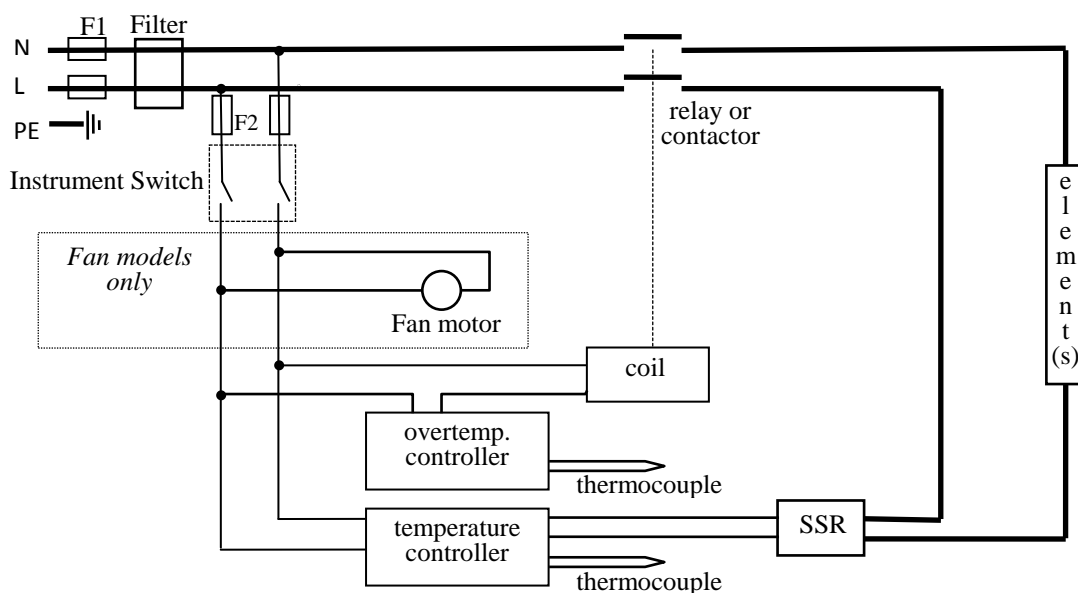 F1
Filter
N
L
PE
F2
relay or
contactor
Instrument Switch
Fan models
only
Fan motor
coil
overtemp.
controller
thermocouple
temperature
controller
thermocouple
SSR
e
l
e
m
e
n
t
(s)